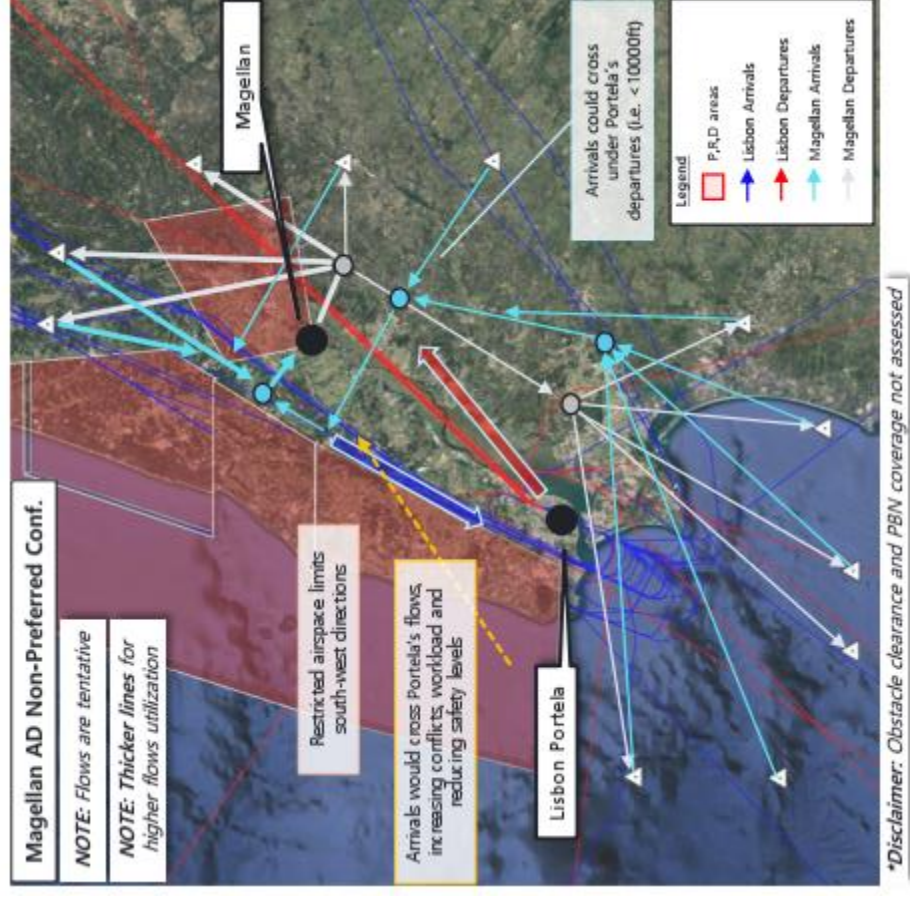 Magellan AD Non-Preferred Conf.
NOTE: Flows are tentative
NOTE: Thicker lines for
higher flows utilization
Restricted airspace limits
south-west directions
Arrivals would cross Portela's flows,
increasing conflicts, workload and
reducing safety levels
Lisbon Portela
Magellan
Arrivals could cross
under Portela's
departures (i.e. <10000ft)
Legend
P,R,D areas
Lisbon Arrivals
Lisbon Departures
Magellan Arrivals
Magellan Departures
*Disclaimer: Obstacle clearance and PBN coverage not assessed